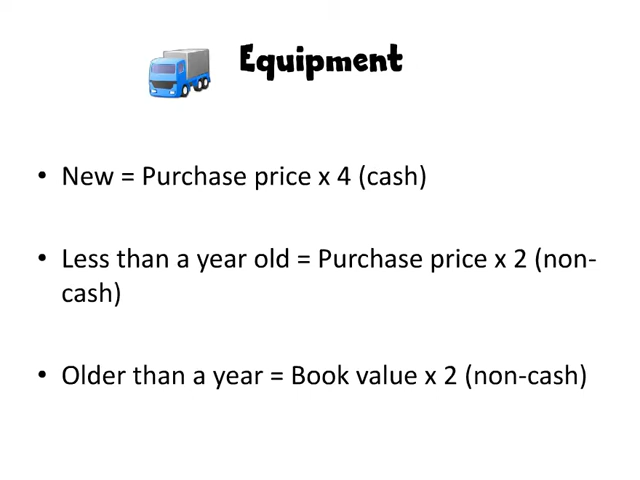 Equipment
• New = Purchase price x 4 (cash)
• Less than a year old = Purchase price x 2 (non-
cash)
• Older than a year = Book value x 2 (non-cash)